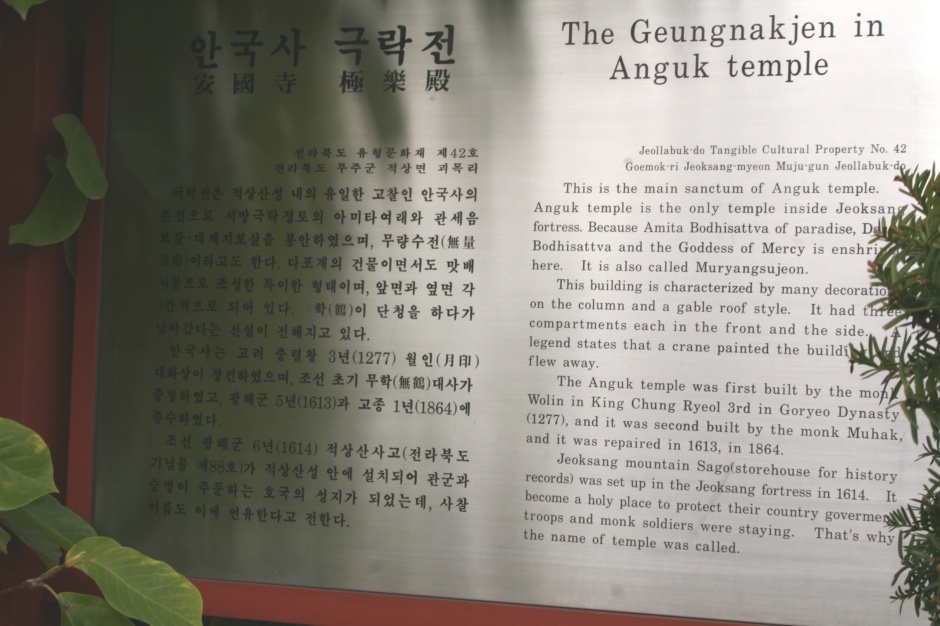 안국사 극락전
安國寺 極樂殿
전라북도 유형문화재 제42호
전라북도 무주군 적상면 괴목리
극락전은 적상산성 내의 유일한 고찰인 안국사의
본전으로 서방극락정토의 아미타여래와 관세음
보살·대세지보살을 봉안하였으며, 무량수전(無量
이라고도 한다. 다포계의 건물이면서도 맞배
지붕으로 조성한 특이한 형태이며, 앞면과 옆면 각
3칸씩으로 되어 있다. 학(鶴)이 단청을 하다가
날아갔다는 전설이 전해지고 있다.
안국사는 고려 충렬왕 3년(1277) 월인(月印)
대화상이 창건하였으며, 조선 초기 무학(無鶴)대사가
중창하였고, 광해군 5년(1613)과 고종 1년(1864)에
중수하였다.
조선 광해군 6년(1614) 적상산사고(전라북도
기념물 제88호)가 적상산성 안에 설치되어 관군과
승병이 주둔하는 호국의 성지가 되었는데, 사찰
이름도 이에 연유한다고 전한다.
The Geungnakjen in
Anguk temple
Jeollabuk-do Tangible Cultural Property No. 42
Goemok-ri Jeoksang-myeon Muju-gun Jeollabuk-do
This is the main sanctum of Anguk temple.
Anguk temple is the only temple inside Jeoksang
fortress. Because Amita Bodhisattva of paradise,
Bodhisattva and the Goddess of Mercy is enshrined
here. It is also called Muryangsujeon.
This building is characterized by many decorations
on the column and a gable roof style. It had three
compartments each in the front and the side. A
legend states that a crane painted the building and
flew away.
The Anguk temple was first built by the monk
Wolin in King Chung Ryeol 3rd in Goryeo Dynasty
(1277), and it was second built by the monk Muhak,
and it was repaired in 1613, in 1864.
Jeoksang mountain Sago(storehouse for history
records) was set up in the Jeoksang fortress in 1614. It
become a holy place to protect their country goverment
troops and monk soldiers were staying. That's why
the name of temple was called.